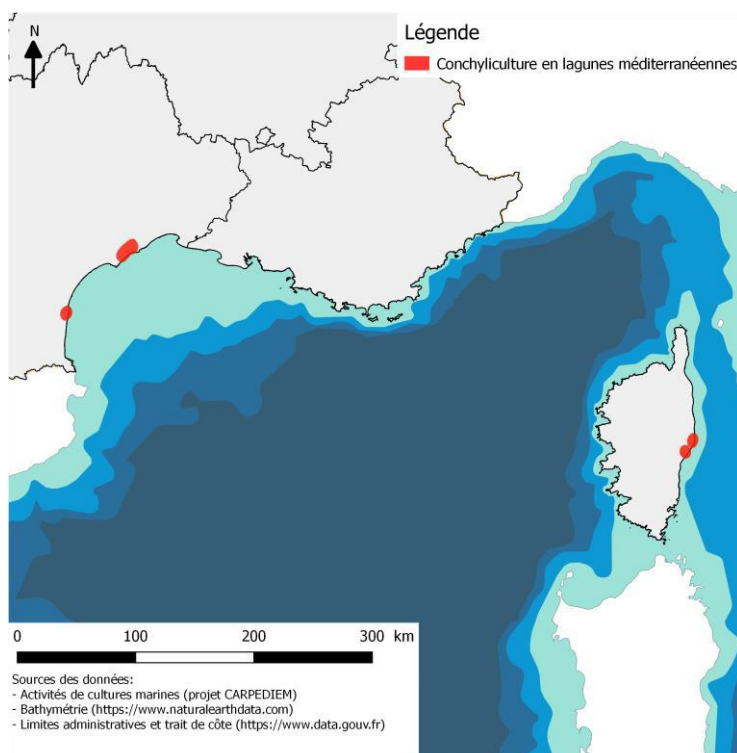 N
Légende
Conchyliculture en lagunes méditerranéennes
0 100 200 300 km
Sources des données:
- Activités de cultures marines (projet CARPEDIEM)
- Bathymétrie (https://www.naturalearthdata.com)
- Limites administratives et trait de côte (https://www.data.gouv.fr)